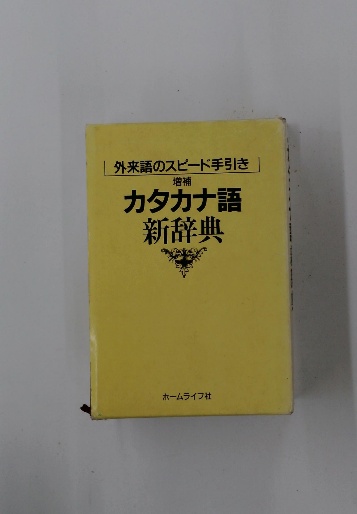 外来語のスピード手引き
増補
カタカナ語
新辞典
ホームライフ社